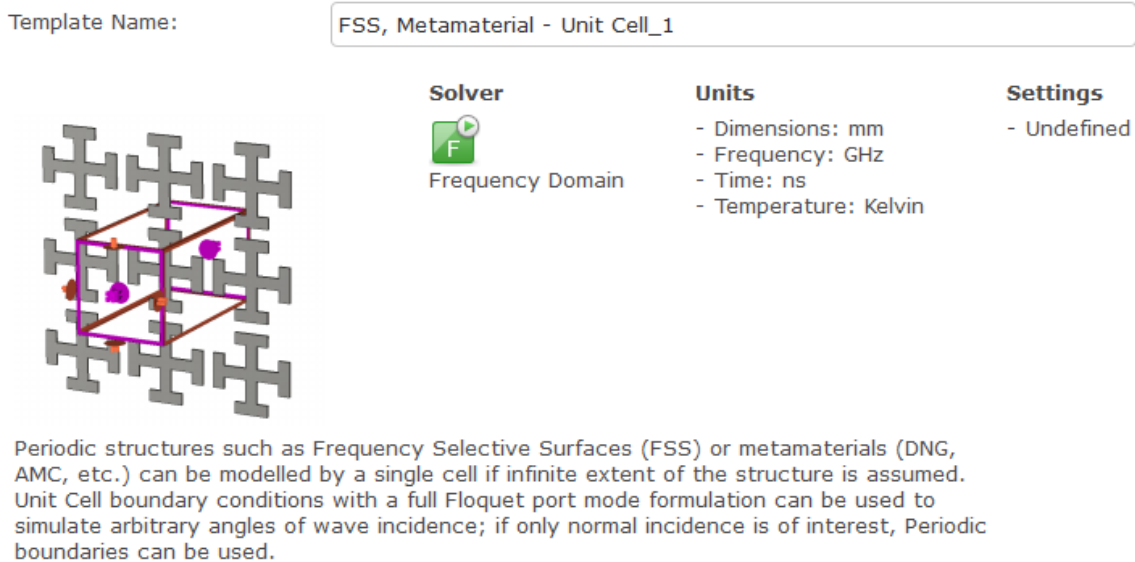 Template Name:
FSS, Metamaterial - Unit Cell_1
Solver
Units
Settings
F
Frequency Domain
- Dimensions: mm
- Frequency: GHz
- Time: ns
- Temperature: Kelvin
- Undefined
Periodic structures such as Frequency Selective Surfaces (FSS) or metamaterials (DNG,
AMC, etc.) can be modelled by a single cell if infinite extent of the structure is assumed.
Unit Cell boundary conditions with a full Floquet port mode formulation can be used to
simulate arbitrary angles of wave incidence; if only normal incidence is of interest, Periodic
boundaries can be used.